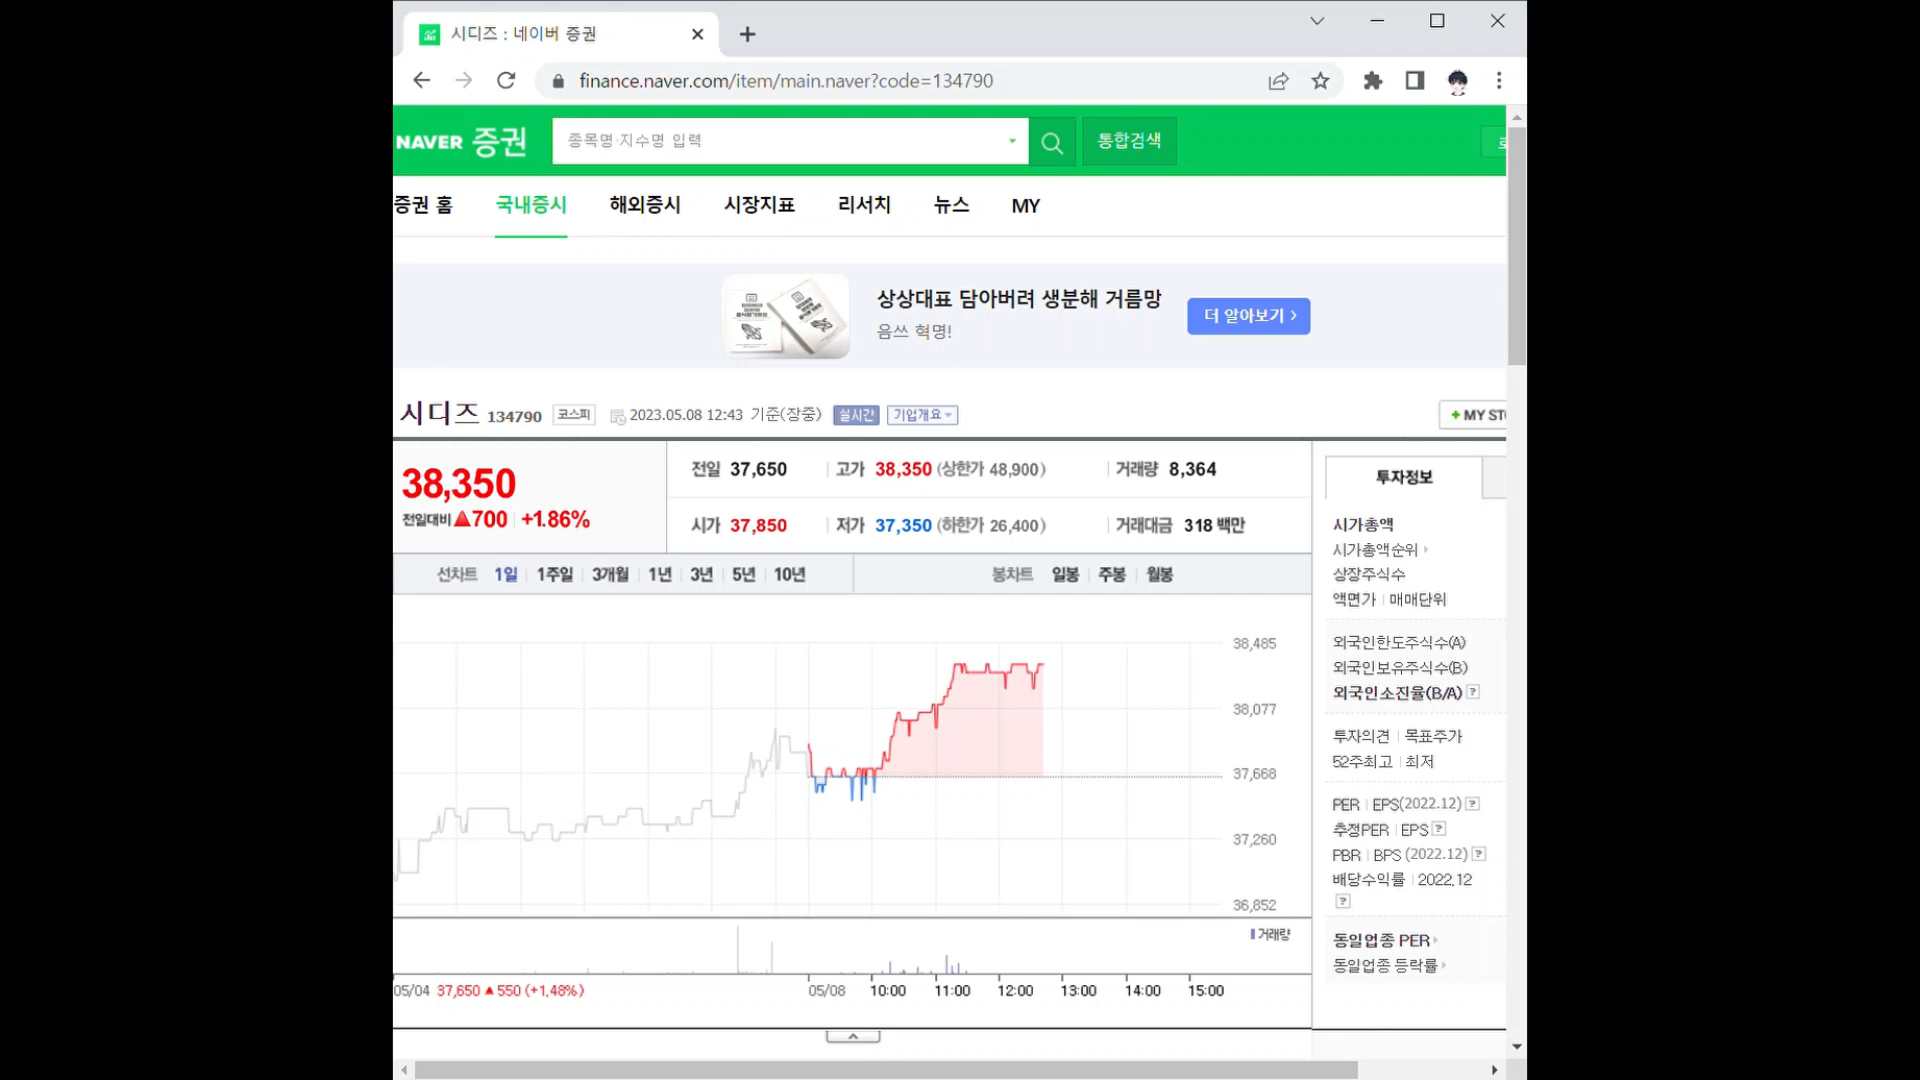 시디즈 : 네이버 증권
finance.naver.com/item/main.naver?code=134790
NAVER 증권
종목명·지수명 입력
통합검색
증권 홈 국내증시 해외증시 시장지표 리서치 뉴스 MY
상상대표 담아버려 생분해 거름망
음쓰 혁명!
더 알아보기 >
시디즈 134790 코스피 2023.05.08 12:43 기준(장중) 실시간 기업개요
+ MY ST
38,350
전일대비 ▲700 +1.86%
전일 37,650 고가 38,350 (상한가 48,900) 거래량 8,364
시가 37,850 저가 37,350 (하한가 26,400) 거래대금 318 백만
선차트 1일 1주일 3개월 1년 3년 5년 10년
봉차트 일봉 주봉 월봉
38,485
38,077
37,668
37,260
36,852
거래량
05/04 37,650 ▲ 550 (+1.48%)
05/08 10:00 11:00 12:00 13:00 14:00 15:00
투자정보
시가총액
시가총액순위
상장주식수
액면가 | 매매단위
외국인한도주식수(A)
외국인보유주식수(B)
외국인소진율(B/A) ?
투자의견 | 목표주가
52주최고 | 최저
PER | EPS(2022.12) ?
추정PER | EPS ?
PBR | BPS (2022.12) ?
배당수익률 | 2022.12
?
동일업종 PER
동일업종 등락률